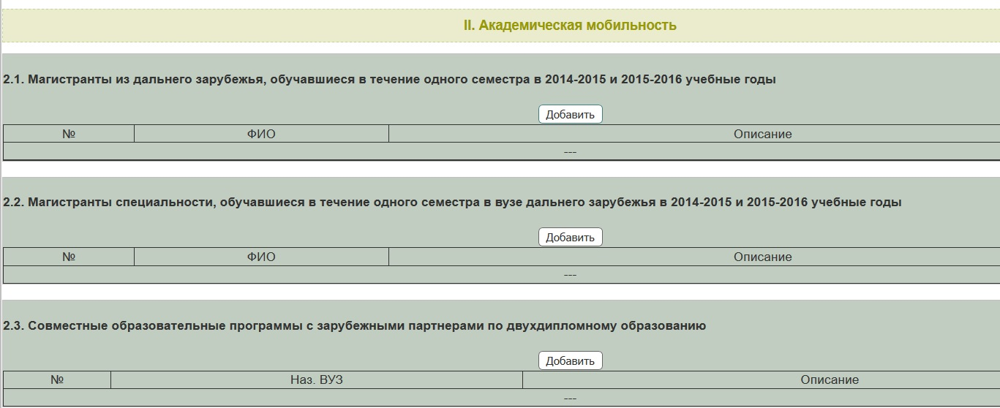 II. Академическая мобильность
2.1. Магистранты из дальнего зарубежья, обучавшиеся в течение одного семестра в 2014-2015 и 2015-2016 учебные годы
Добавить
№ ФИО Описание
---
2.2. Магистранты специальности, обучавшиеся в течение одного семестра в вузе дальнего зарубежья в 2014-2015 и 2015-2016 учебные годы
Добавить
№ ФИО Описание
---
2.3. Совместные образовательные программы с зарубежными партнерами по двухдипломному образованию
Добавить
№ Наз. ВУЗ Описание
---